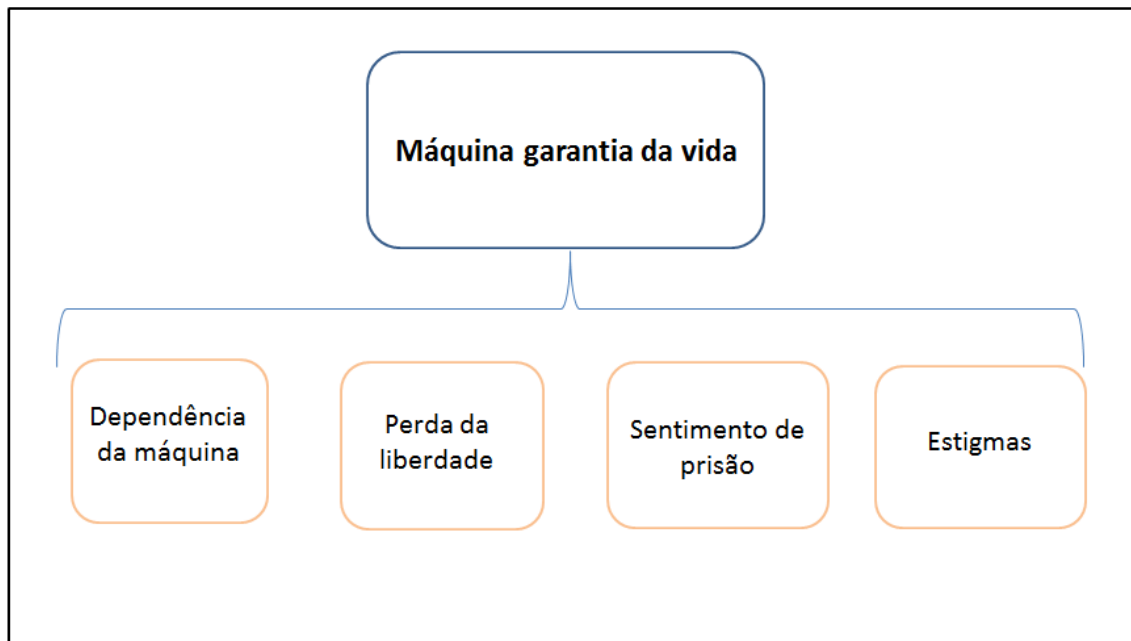 Máquina garantia da vida
Dependência
da máquina
Perda da
liberdade
Sentimento de
prisão
Estigmas